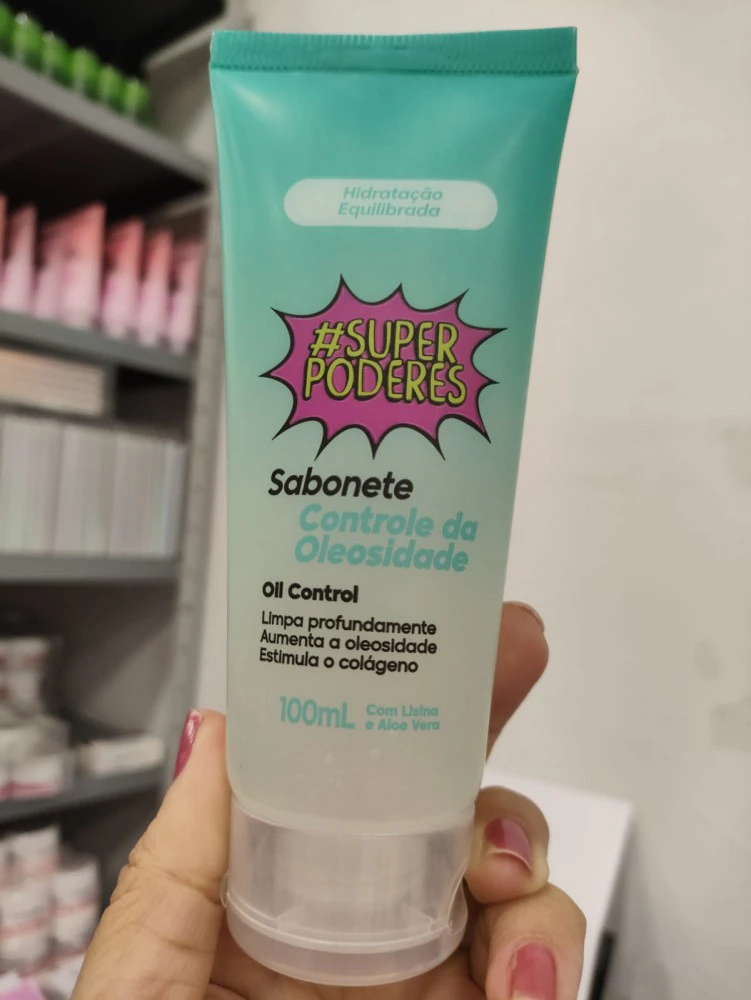 Hidratação
Equilibrada
#SUPER
PODERES
Sabonete
Controle da
Oleosidade
Oil Control
Limpa profundamente
Aumenta a oleosidade
Estimula o colágeno
100mL Com Lisina
e Aloe Vera